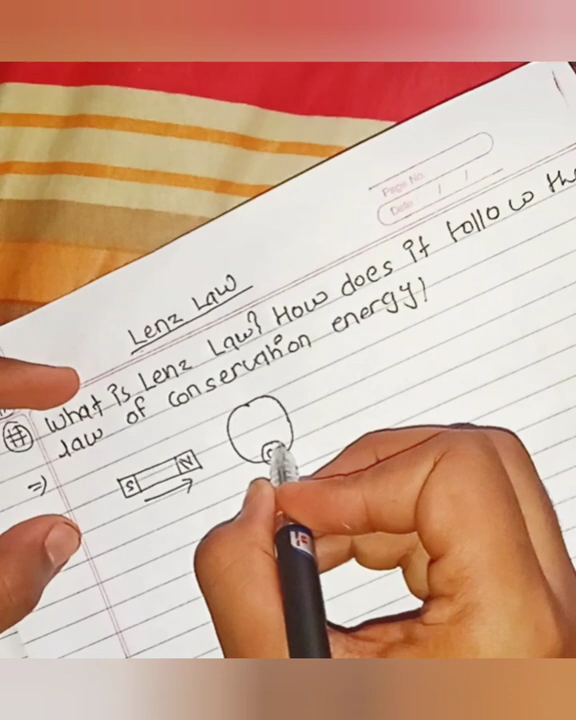 Page No.
Date / /
Lenz Law
# What is Lenz Law? How does it follow the
law of conservation energy?
=)
S N
G